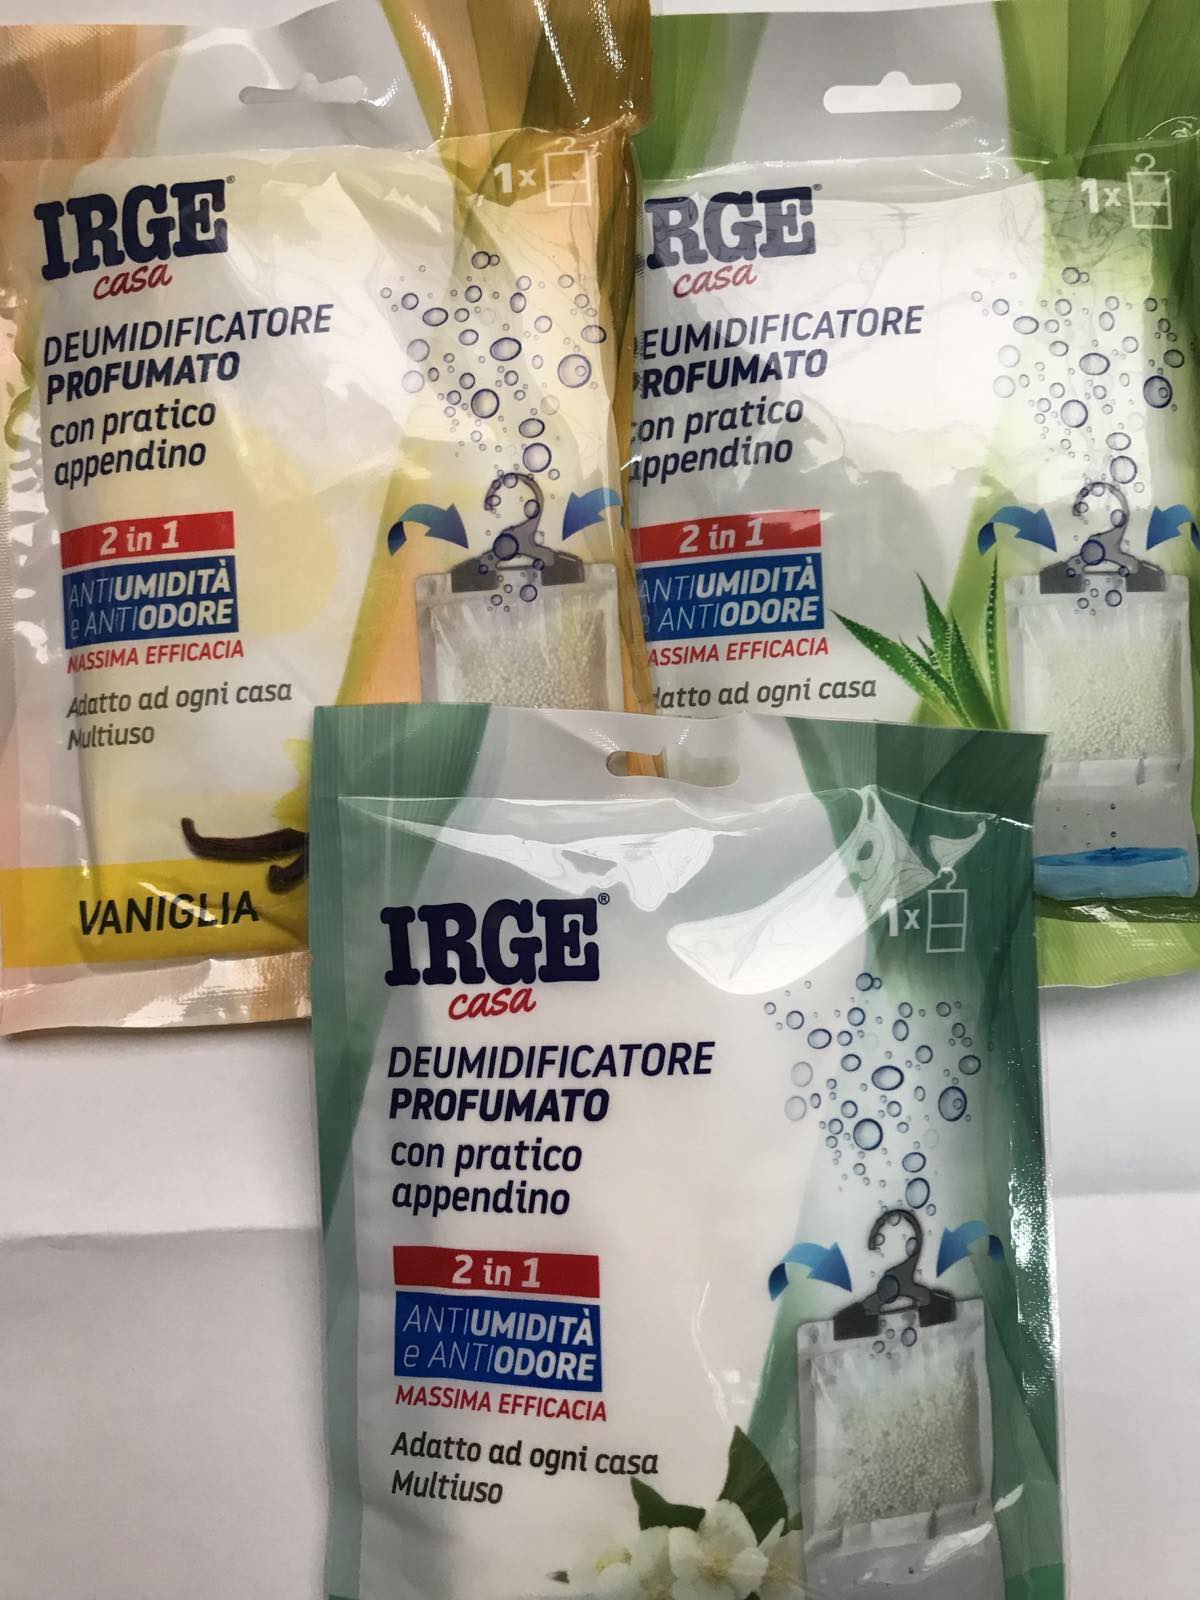 IRGE®
casa
DEUMIDIFICATORE
PROFUMATO
con pratico
appendino
2 in 1
ANTIUMIDITÀ
e ANTIODORE
MASSIMA EFFICACIA
Adatto ad ogni casa
Multiuso
VANIGLIA
1x
RGE®
casa
EUMIDIFICATORE
ROFUMATO
con pratico
appendino
2 in 1
ANTIUMIDITÀ
e ANTIODORE
ASSIMA EFFICACIA
datto ad ogni casa
1x
IRGE®
casa
DEUMIDIFICATORE
PROFUMATO
con pratico
appendino
2 in 1
ANTIUMIDITÀ
e ANTIODORE
MASSIMA EFFICACIA
Adatto ad ogni casa
Multiuso
1x